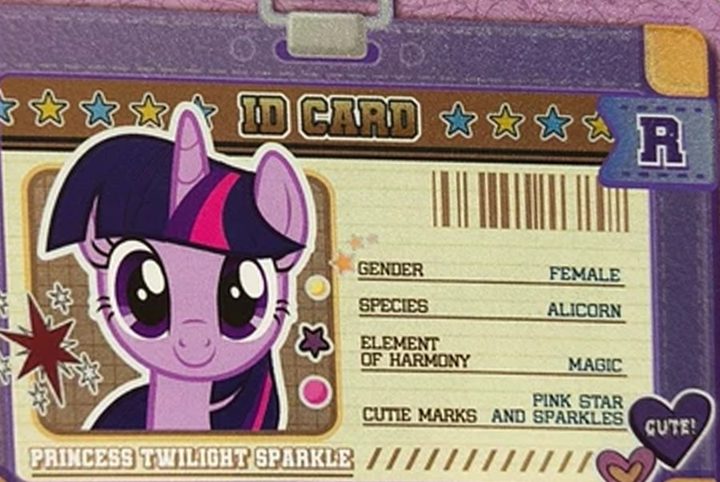 ID CARD
R
GENDER FEMALE
SPECIES ALICORN
ELEMENT
OF HARMONY MAGIC
PINK STAR
CUTIE MARKS AND SPARKLES
CUTE!
PRINCESS TWILIGHT SPARKLE